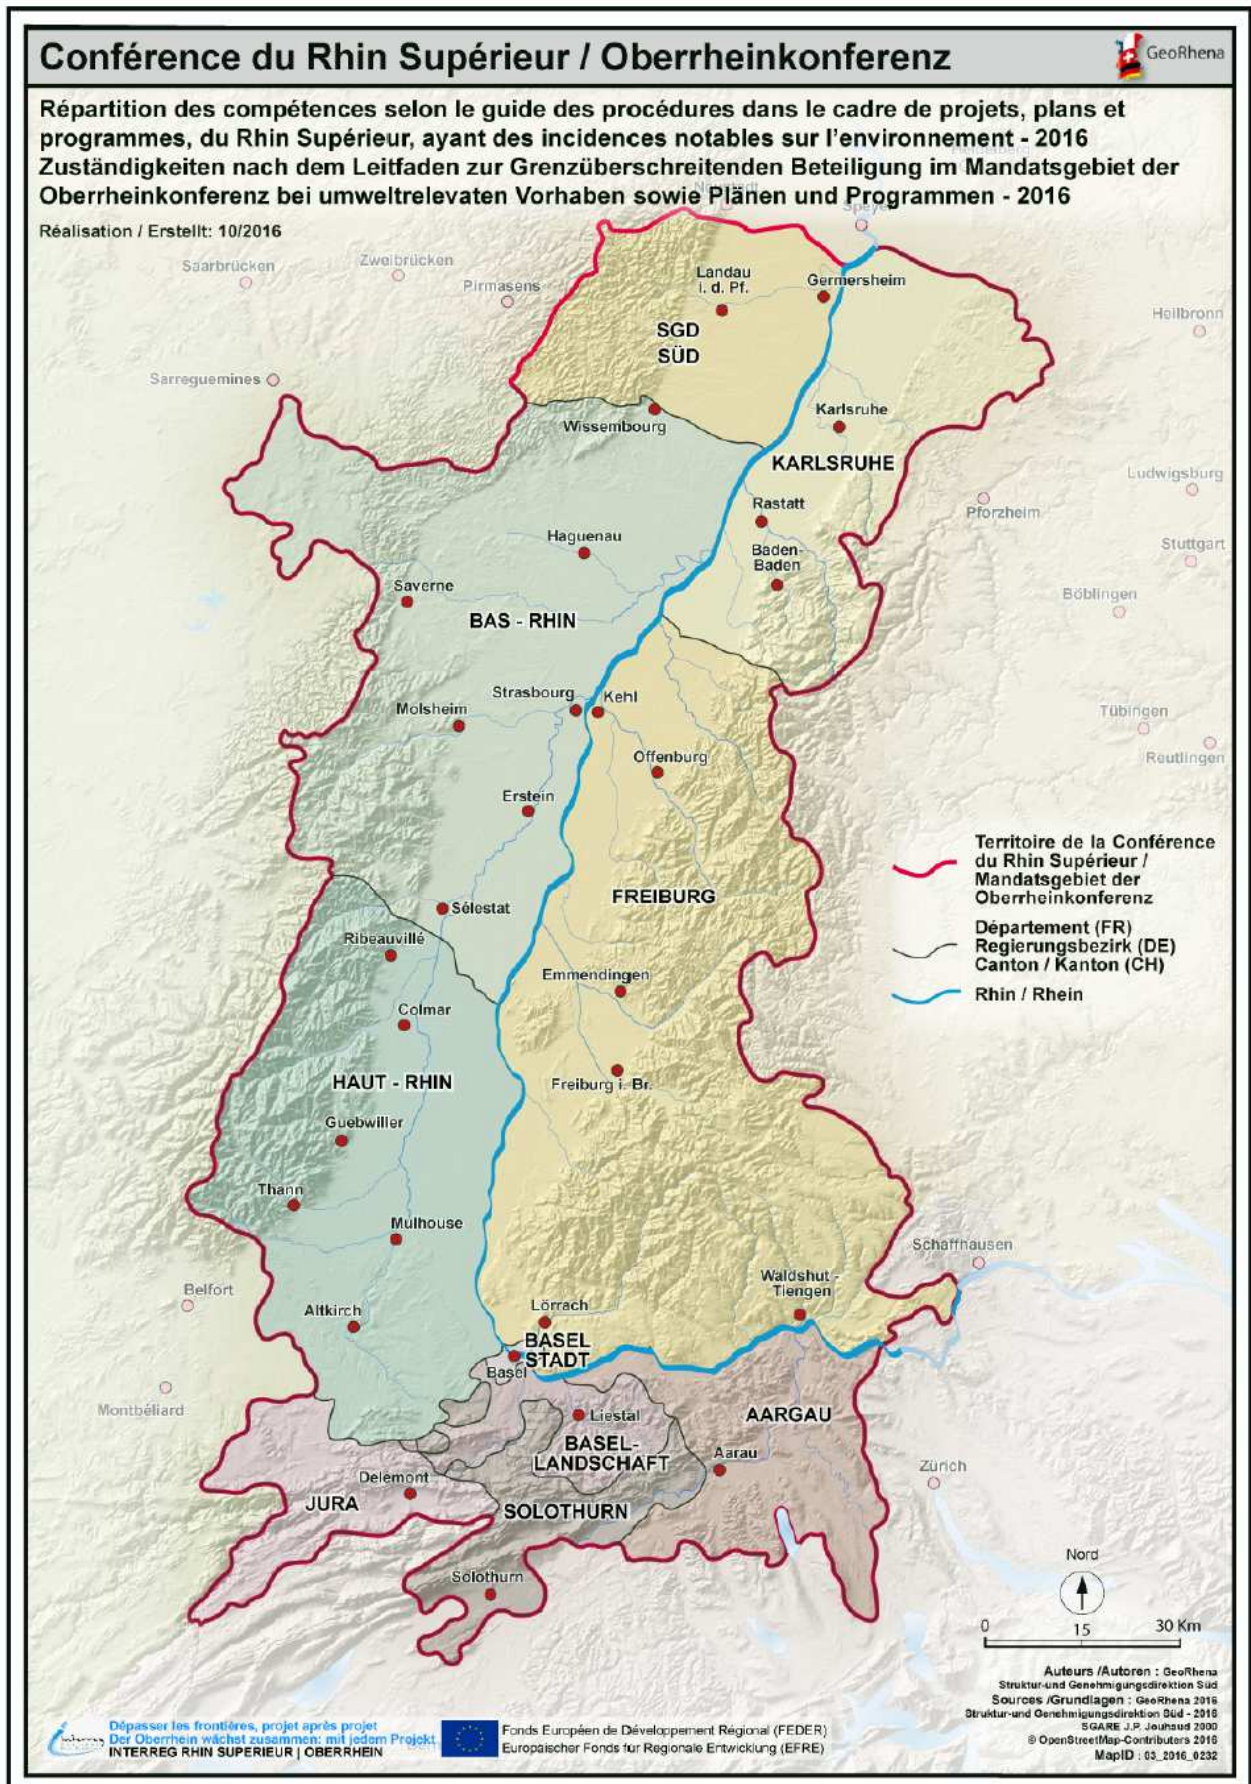 Conférence du Rhin Supérieur / Oberrheinkonferenz
GeoRhena
Répartition des compétences selon le guide des procédures dans le cadre de projets, plans et
programmes, du Rhin Supérieur, ayant des incidences notables sur l'environnement - 2016
Zuständigkeiten nach dem Leitfaden zur Grenzüberschreitenden Beteiligung im Mandatsgebiet der
Oberrheinkonferenz bei umweltrelevaten Vorhaben sowie Plänen und Programmen - 2016
Réalisation / Erstellt: 10/2016
Speyer
Saarbrücken
Zweibrücken
Pirmasens
Landau
i. d. Pf.
Germersheim
Heilbronn
SGD
SÜD
Sarreguemines
Wissembourg
Karlsruhe
KARLSRUHE
Ludwigsburg
Pforzheim
Rastatt
Haguenau
Baden-
Baden
Stuttgart
Saverne
Böblingen
BAS - RHIN
Strasbourg
Kehl
Molsheim
Tübingen
Offenburg
Reutlingen
Erstein
Territoire de la Conférence
du Rhin Supérieur /
Mandatsgebiet der
Oberrheinkonferenz
FREIBURG
Sélestat
Département (FR)
Regierungsbezirk (DE)
Canton / Kanton (CH)
Ribeauvillé
Emmendingen
Rhin / Rhein
Colmar
HAUT - RHIN
Freiburg i. Br.
Guebwiller
Thann
Mulhouse
Schaffhausen
Belfort
Waldshut -
Tiengen
Altkirch
Lörrach
BASEL
STADT
Basel
Montbéliard
Liestal
AARGAU
BASEL-
LANDSCHAFT
Aarau
Zürich
Delemont
JURA
SOLOTHURN
Solothurn
Nord
0 15 30 Km
Auteurs /Autoren : GeoRhena
Struktur-und Genehmigungsdirektion Süd
Sources /Grundlagen : GeoRhena 2016
Struktur-und Genehmigungsdirektion Süd - 2016
SGARE J.P. Jouhaud 2000
© OpenStreetMap-Contributers 2016
MapID : 03_2016_0232
interreg
Dépasser les frontières, projet après projet
Der Oberrhein wächst zusammen: mit jedem Projekt
INTERREG RHIN SUPERIEUR | OBERRHEIN
Fonds Européen de Développement Régional (FEDER)
Europäischer Fonds für Regionale Entwicklung (EFRE)